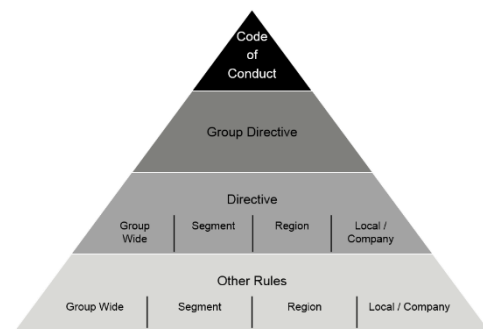 Code
of
Conduct
Group Directive
Directive
Group
Wide
Segment
Region
Local /
Company
Other Rules
Group Wide
Segment
Region
Local / Company